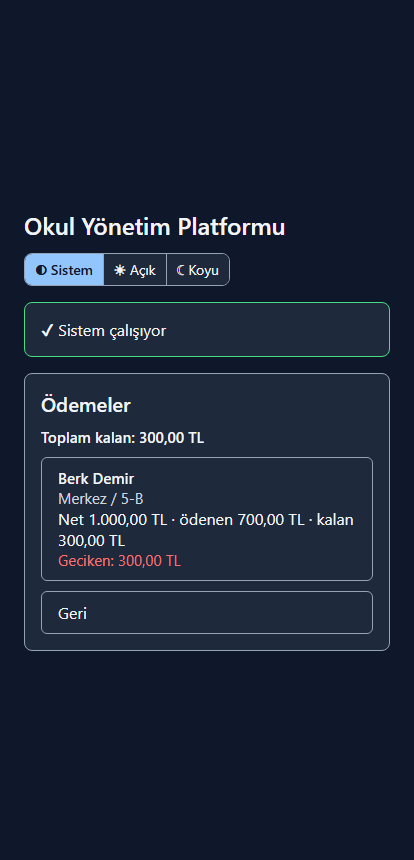 Okul Yönetim Platformu
◐ Sistem ☀ Açık ☾ Koyu
✔ Sistem çalışıyor
Ödemeler
Toplam kalan: 300,00 TL
Berk Demir
Merkez / 5-B
Net 1.000,00 TL · ödenen 700,00 TL · kalan
300,00 TL
Geciken: 300,00 TL
Geri